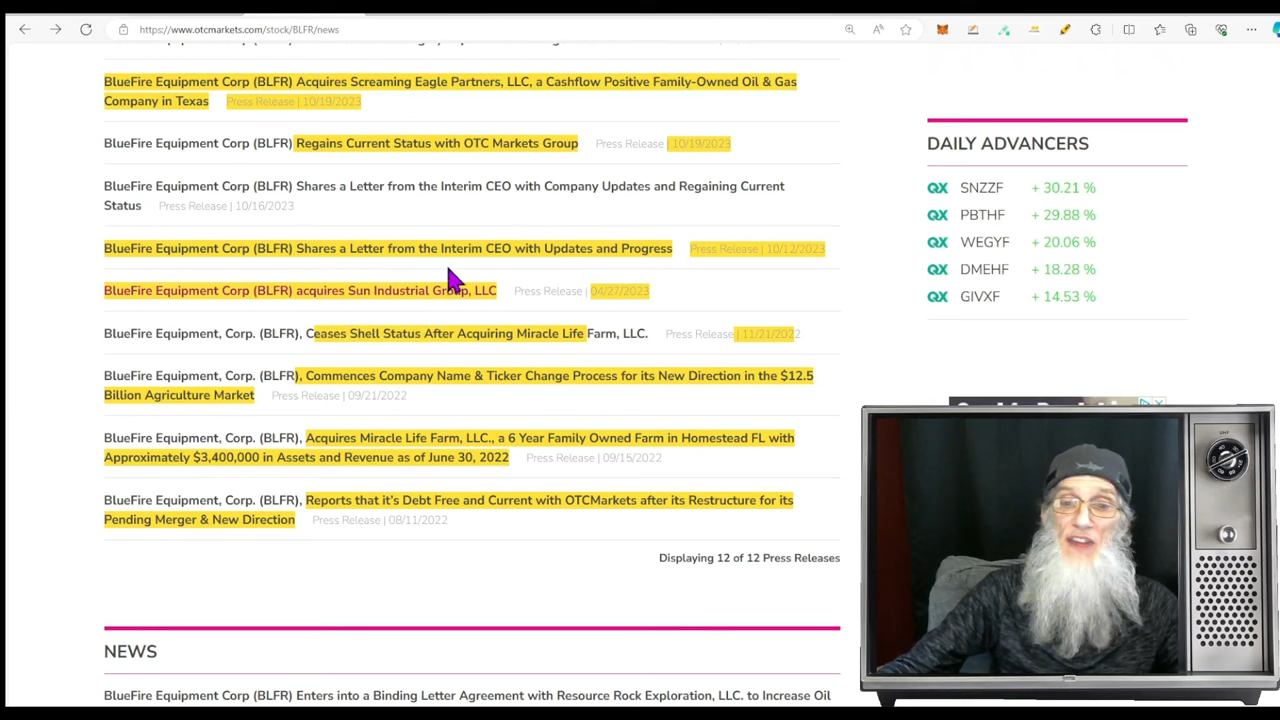 https://www.otcmarkets.com/stock/BLFR/news
BlueFire Equipment Corp (BLFR) Acquires Screaming Eagle Partners, LLC, a Cashflow Positive Family-Owned Oil & Gas
Company in Texas Press Release | 10/19/2023
BlueFire Equipment Corp (BLFR) Regains Current Status with OTC Markets Group Press Release | 10/19/2023
BlueFire Equipment Corp (BLFR) Shares a Letter from the Interim CEO with Company Updates and Regaining Current
Status Press Release | 10/16/2023
BlueFire Equipment Corp (BLFR) Shares a Letter from the Interim CEO with Updates and Progress Press Release | 10/12/2023
BlueFire Equipment Corp (BLFR) acquires Sun Industrial Group, LLC Press Release | 04/27/2023
BlueFire Equipment, Corp. (BLFR), Ceases Shell Status After Acquiring Miracle Life Farm, LLC. Press Release | 11/21/2022
BlueFire Equipment, Corp. (BLFR), Commences Company Name & Ticker Change Process for its New Direction in the $12.5
Billion Agriculture Market Press Release | 09/21/2022
BlueFire Equipment, Corp. (BLFR), Acquires Miracle Life Farm, LLC., a 6 Year Family Owned Farm in Homestead FL with
Approximately $3,400,000 in Assets and Revenue as of June 30, 2022 Press Release | 09/15/2022
BlueFire Equipment, Corp. (BLFR), Reports that it's Debt Free and Current with OTCMarkets after its Restructure for its
Pending Merger & New Direction Press Release | 08/11/2022
Displaying 12 of 12 Press Releases
NEWS
BlueFire Equipment Corp (BLFR) Enters into a Binding Letter Agreement with Resource Rock Exploration, LLC. to Increase Oil
DAILY ADVANCERS
QX SNZZF + 30.21 %
QX PBTHF + 29.88 %
QX WEGYF + 20.06 %
QX DMEHF + 18.28 %
QX GIVXF + 14.53 %